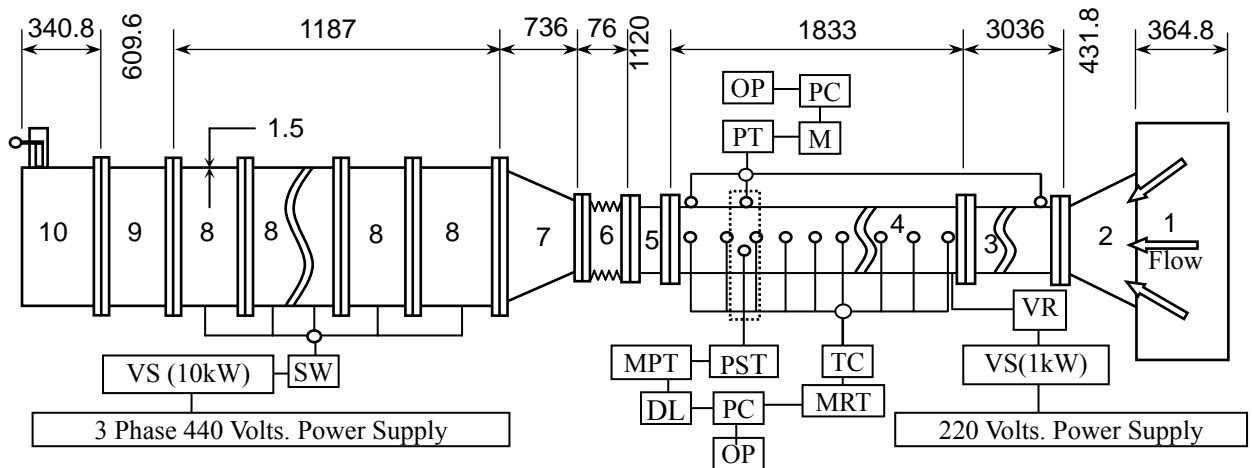 340.8
609.6
1187
736
76
1120
1833
3036
431.8
364.8
OP
PC
1.5
PT
M
10
9
8
8
8
8
7
6
5
4
3
2
1
Flow
VR
MPT
PST
TC
VS (10kW)
SW
VS(1kW)
DL
PC
MRT
3 Phase 440 Volts. Power Supply
OP
220 Volts. Power Supply